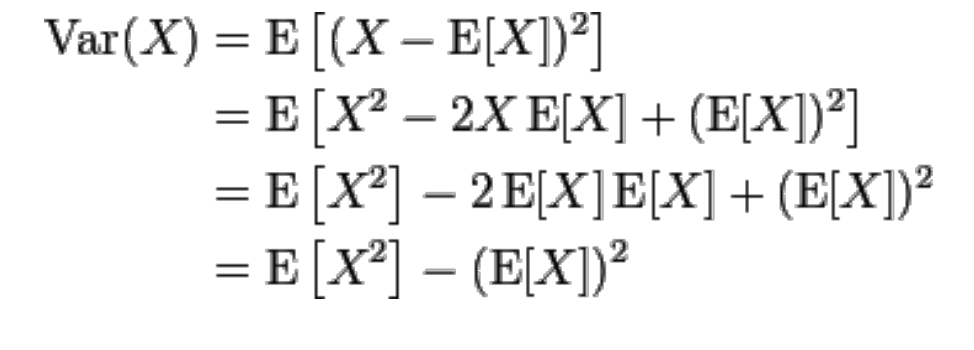 Var(X) = E [(X − E[X])²]
= E [X² − 2X E[X] + (E[X])²]
= E [X²] − 2 E[X] E[X] + (E[X])²
= E [X²] − (E[X])²